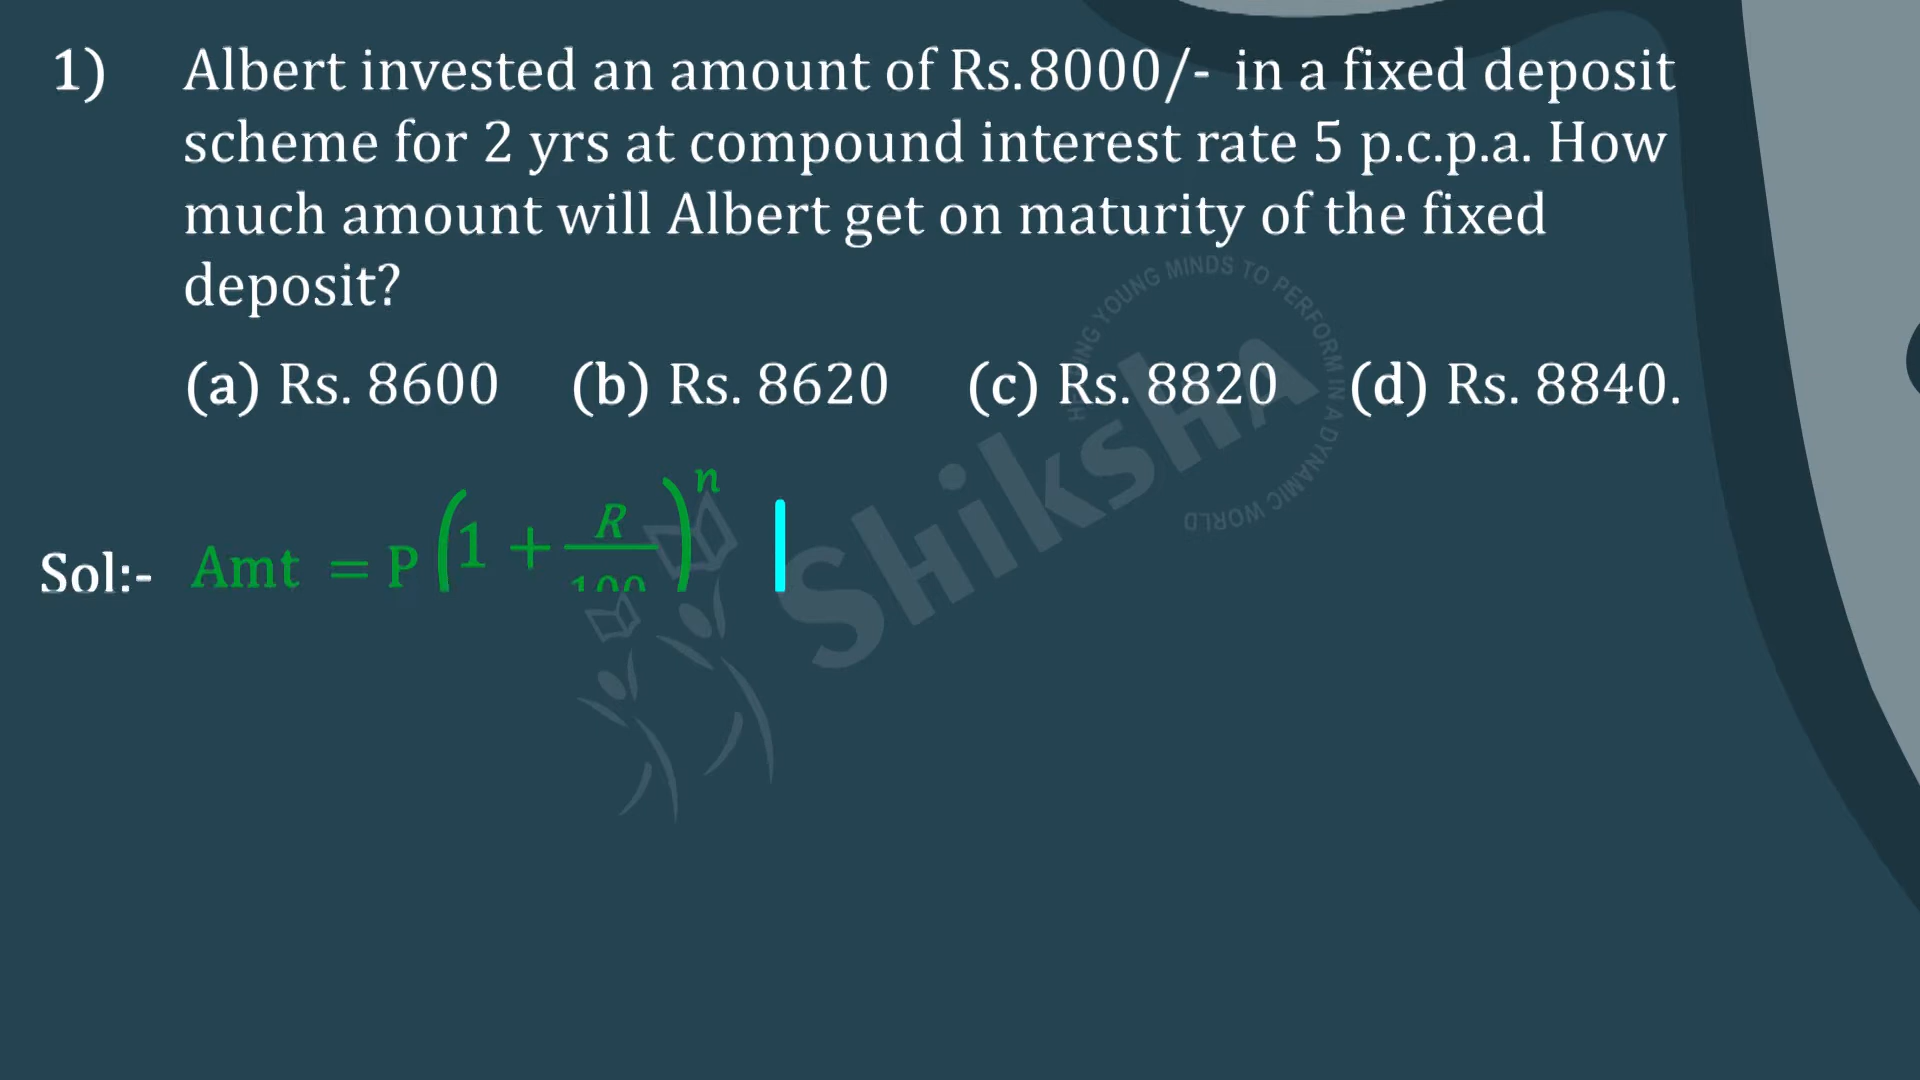 1) Albert invested an amount of Rs.8000/- in a fixed deposit
scheme for 2 yrs at compound interest rate 5 p.c.p.a. How
much amount will Albert get on maturity of the fixed
deposit?
(a) Rs. 8600 (b) Rs. 8620 (c) Rs. 8820 (d) Rs. 8840.
Sol:- Amt = P(1 + R/100)^n
HELPING YOUNG MINDS TO PERFORM IN A DYNAMIC WORLD
ShikshA